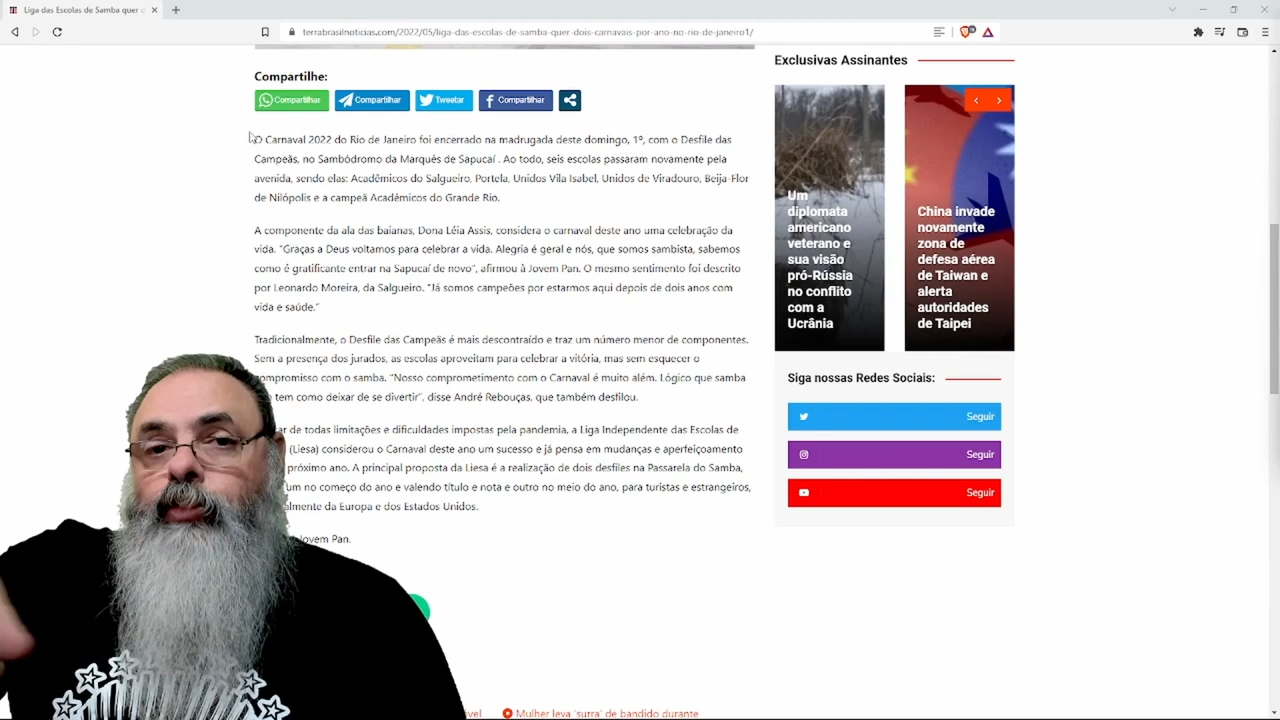 Liga das Escolas de Samba quer d
terrabrasilnoticias.com/2022/05/liga-das-escolas-de-samba-quer-dois-carnavais-por-ano-no-rio-de-janeiro1/
Compartilhe:
Compartilhar
Compartilhar
Tweetar
Compartilhar
O Carnaval 2022 do Rio de Janeiro foi encerrado na madrugada deste domingo, 1º, com o Desfile das
Campeãs, no Sambódromo da Marquês de Sapucaí . Ao todo, seis escolas passaram novamente pela
avenida, sendo elas: Acadêmicos do Salgueiro, Portela, Unidos Vila Isabel, Unidos de Viradouro, Beija-Flor
de Nilópolis e a campeã Acadêmicos do Grande Rio.
A componente da ala das baianas, Dona Léia Assis, considera o carnaval deste ano uma celebração da
vida. "Graças a Deus voltamos para celebrar a vida. Alegria é geral e nós, que somos sambista, sabemos
como é gratificante entrar na Sapucaí de novo", afirmou à Jovem Pan. O mesmo sentimento foi descrito
por Leonardo Moreira, da Salgueiro. "Já somos campeões por estarmos aqui depois de dois anos com
vida e saúde."
Tradicionalmente, o Desfile das Campeãs é mais descontraído e traz um número menor de componentes.
Sem a presença dos jurados, as escolas aproveitam para celebrar a vitória, mas sem esquecer o
compromisso com o samba. "Nosso comprometimento com o Carnaval é muito além. Lógico que samba
tem como deixar de se divertir", disse André Rebouças, que também desfilou.
ar de todas limitações e dificuldades impostas pela pandemia, a Liga Independente das Escolas de
(Liesa) considerou o Carnaval deste ano um sucesso e já pensa em mudanças e aperfeiçoamento
próximo ano. A principal proposta da Liesa é a realização de dois desfiles na Passarela do Samba,
um no começo do ano e valendo título e nota e outro no meio do ano, para turistas e estrangeiros,
almente da Europa e dos Estados Unidos.
Jovem Pan.
vel
Mulher leva 'surra' de bandido durante
Exclusivas Assinantes
Um
diplomata
americano
veterano e
sua visão
pró-Rússia
no conflito
com a
Ucrânia
China invade
novamente
zona de
defesa aérea
de Taiwan e
alerta
autoridades
de Taipei
Siga nossas Redes Sociais:
Seguir
Seguir
Seguir